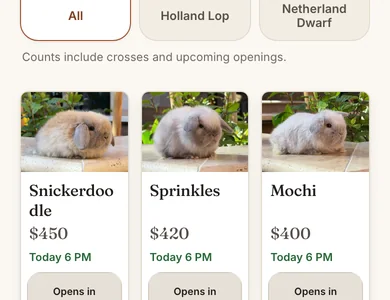 All
Holland Lop
Netherland
Dwarf
Counts include crosses and upcoming openings.
Snickerdoo
dle
$450
Today 6 PM
Opens in
Sprinkles
$420
Today 6 PM
Opens in
Mochi
$400
Today 6 PM
Opens in